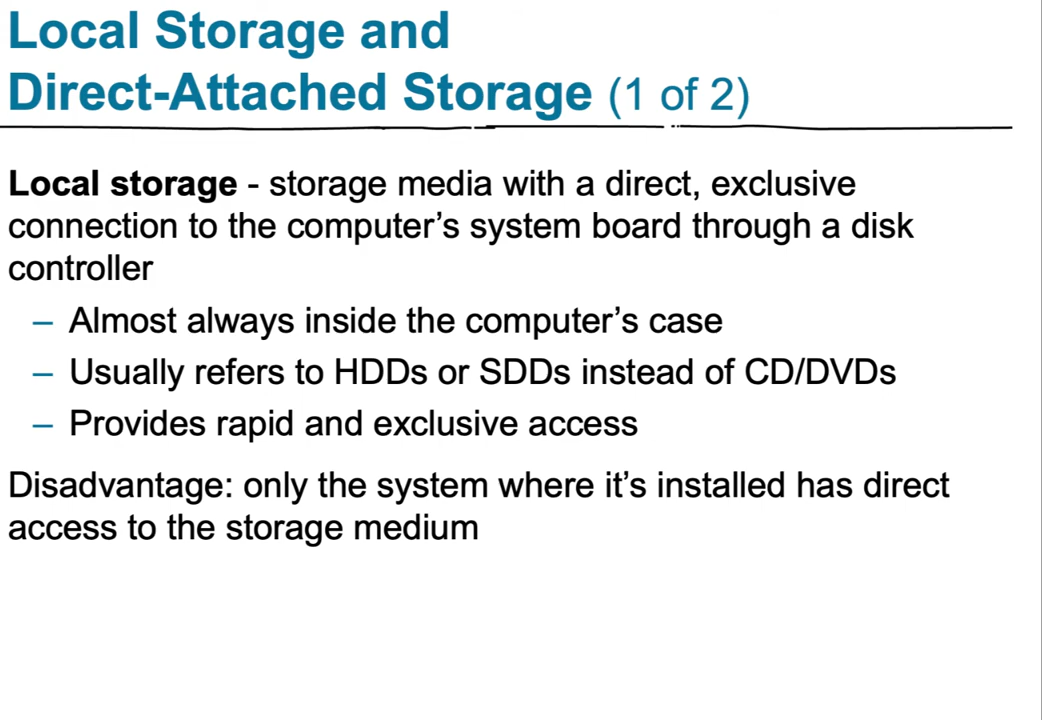 Local Storage and
Direct-Attached Storage (1 of 2)
Local storage - storage media with a direct, exclusive
connection to the computer’s system board through a disk
controller
– Almost always inside the computer’s case
– Usually refers to HDDs or SDDs instead of CD/DVDs
– Provides rapid and exclusive access
Disadvantage: only the system where it’s installed has direct
access to the storage medium